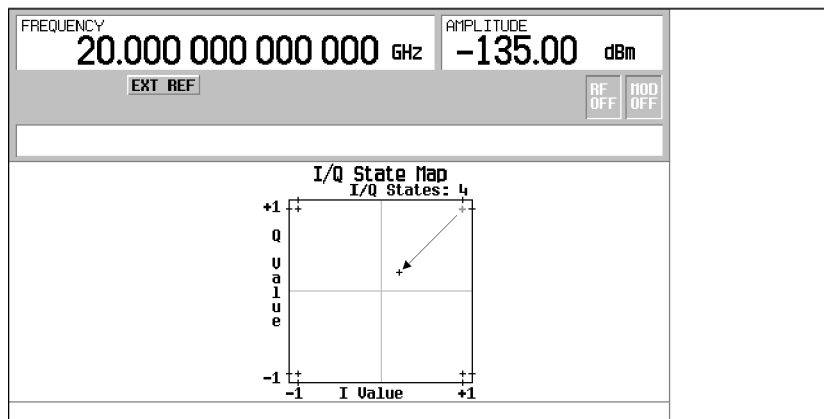 FREQUENCY
20.000 000 000 000 GHz
AMPLITUDE
-135.00 dBm
EXT REF
RF OFF
MOD OFF
I/Q State Map
I/Q States: 4
+1
Q Value
-1
-1 I Value +1